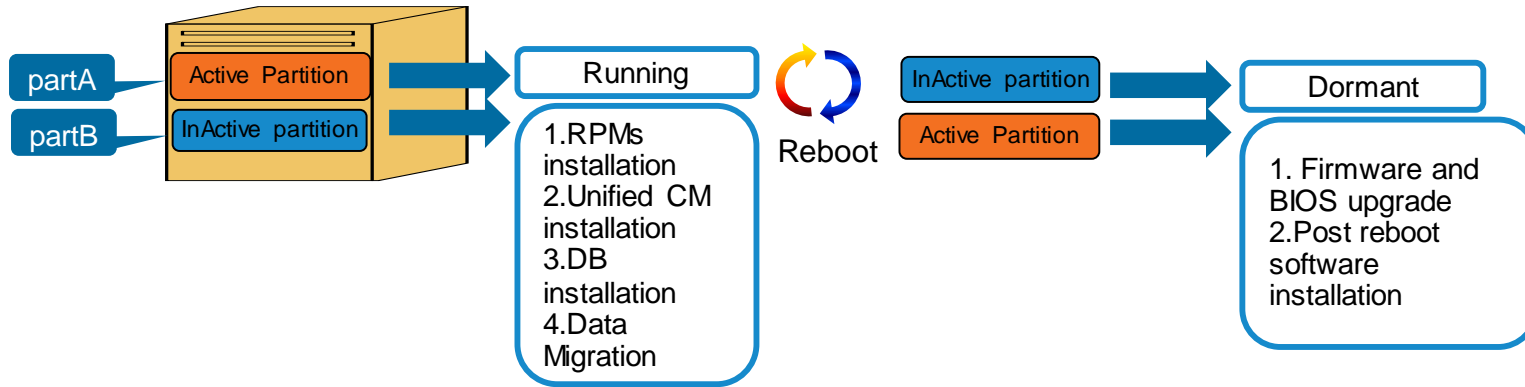 partA
Active Partition
Running
partB
InActive partition
1.RPMs
installation
2.Unified CM
installation
3.DB
installation
4.Data
Migration
Reboot
InActive partition
Dormant
Active Partition
1. Firmware and
BIOS upgrade
2.Post reboot
software
installation